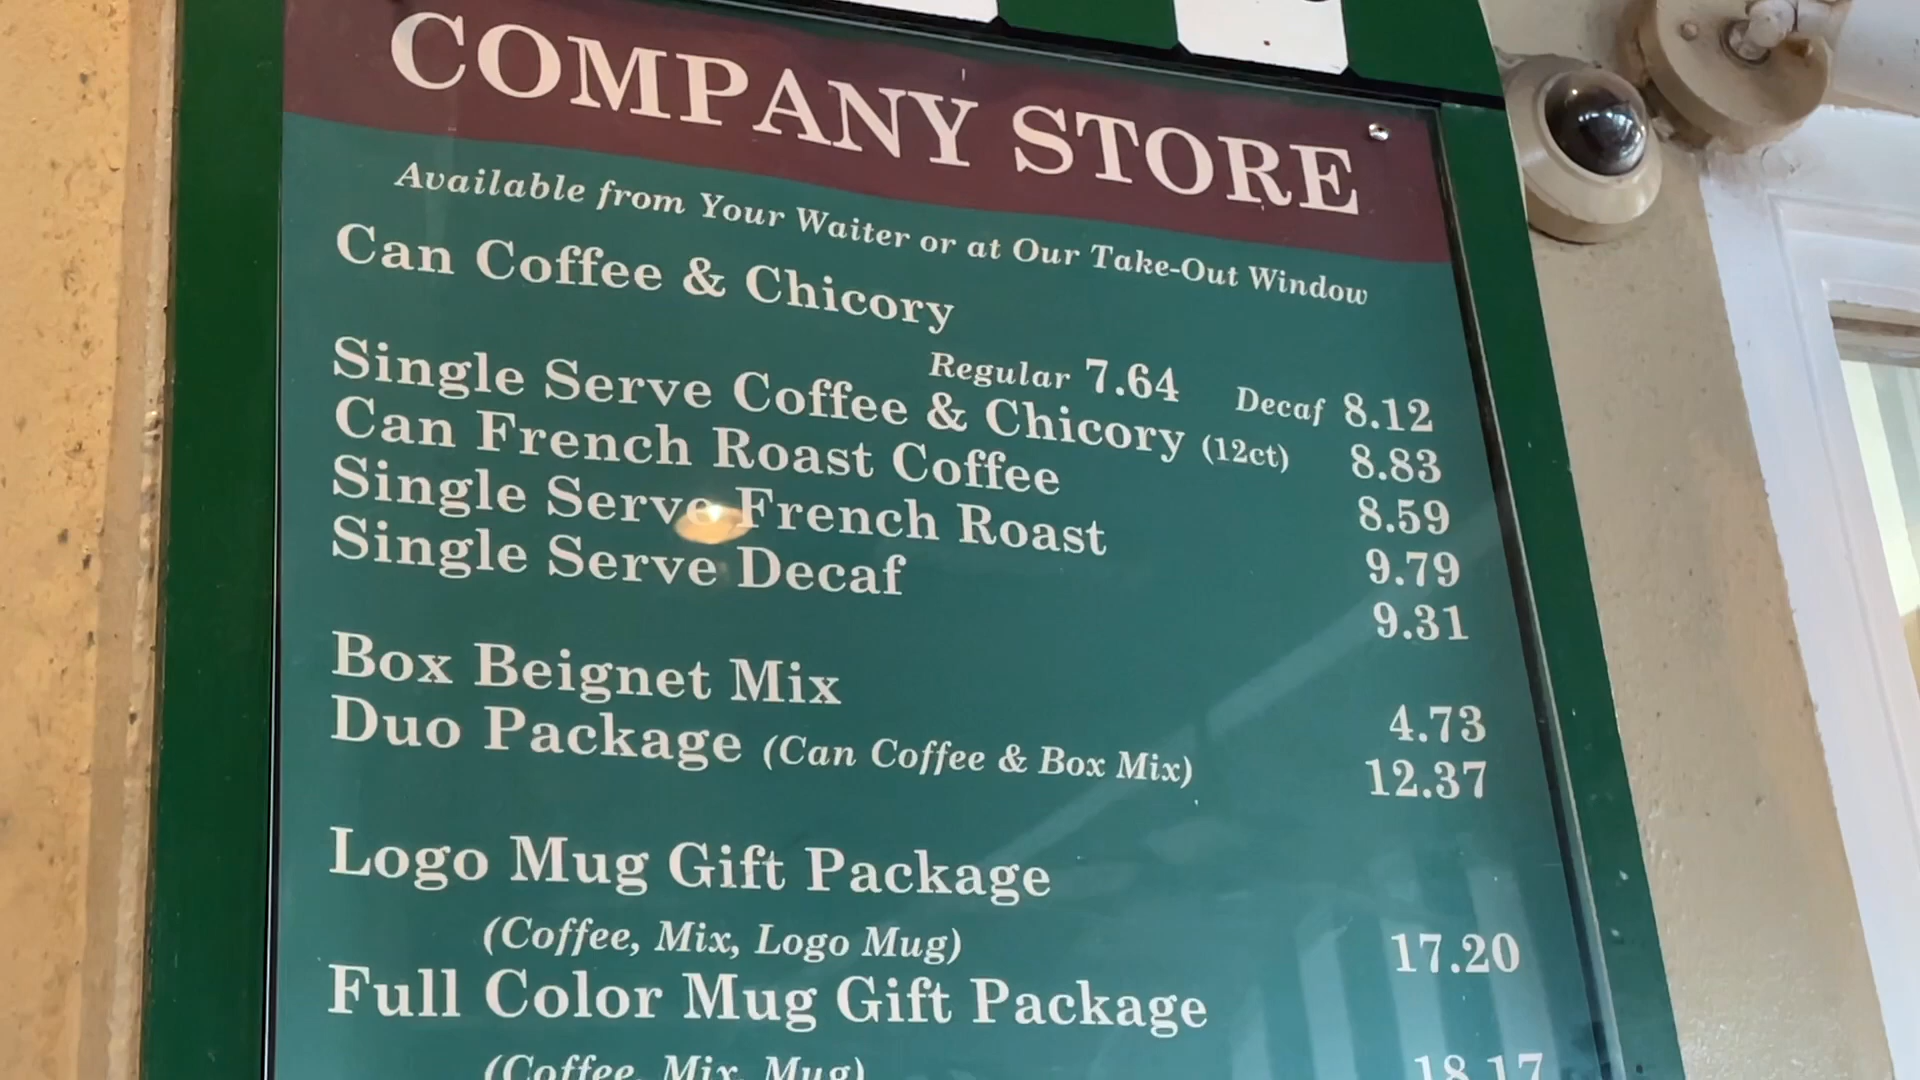 COMPANY STORE
Available from Your Waiter or at Our Take-Out Window
Can Coffee & Chicory
Regular 7.64 Decaf 8.12
Single Serve Coffee & Chicory (12ct) 8.83
Can French Roast Coffee 8.59
Single Serve French Roast 9.79
Single Serve Decaf 9.31
Box Beignet Mix 4.73
Duo Package (Can Coffee & Box Mix) 12.37
Logo Mug Gift Package
(Coffee, Mix, Logo Mug) 17.20
Full Color Mug Gift Package
(Coffee, Mix, Mug) 18.17